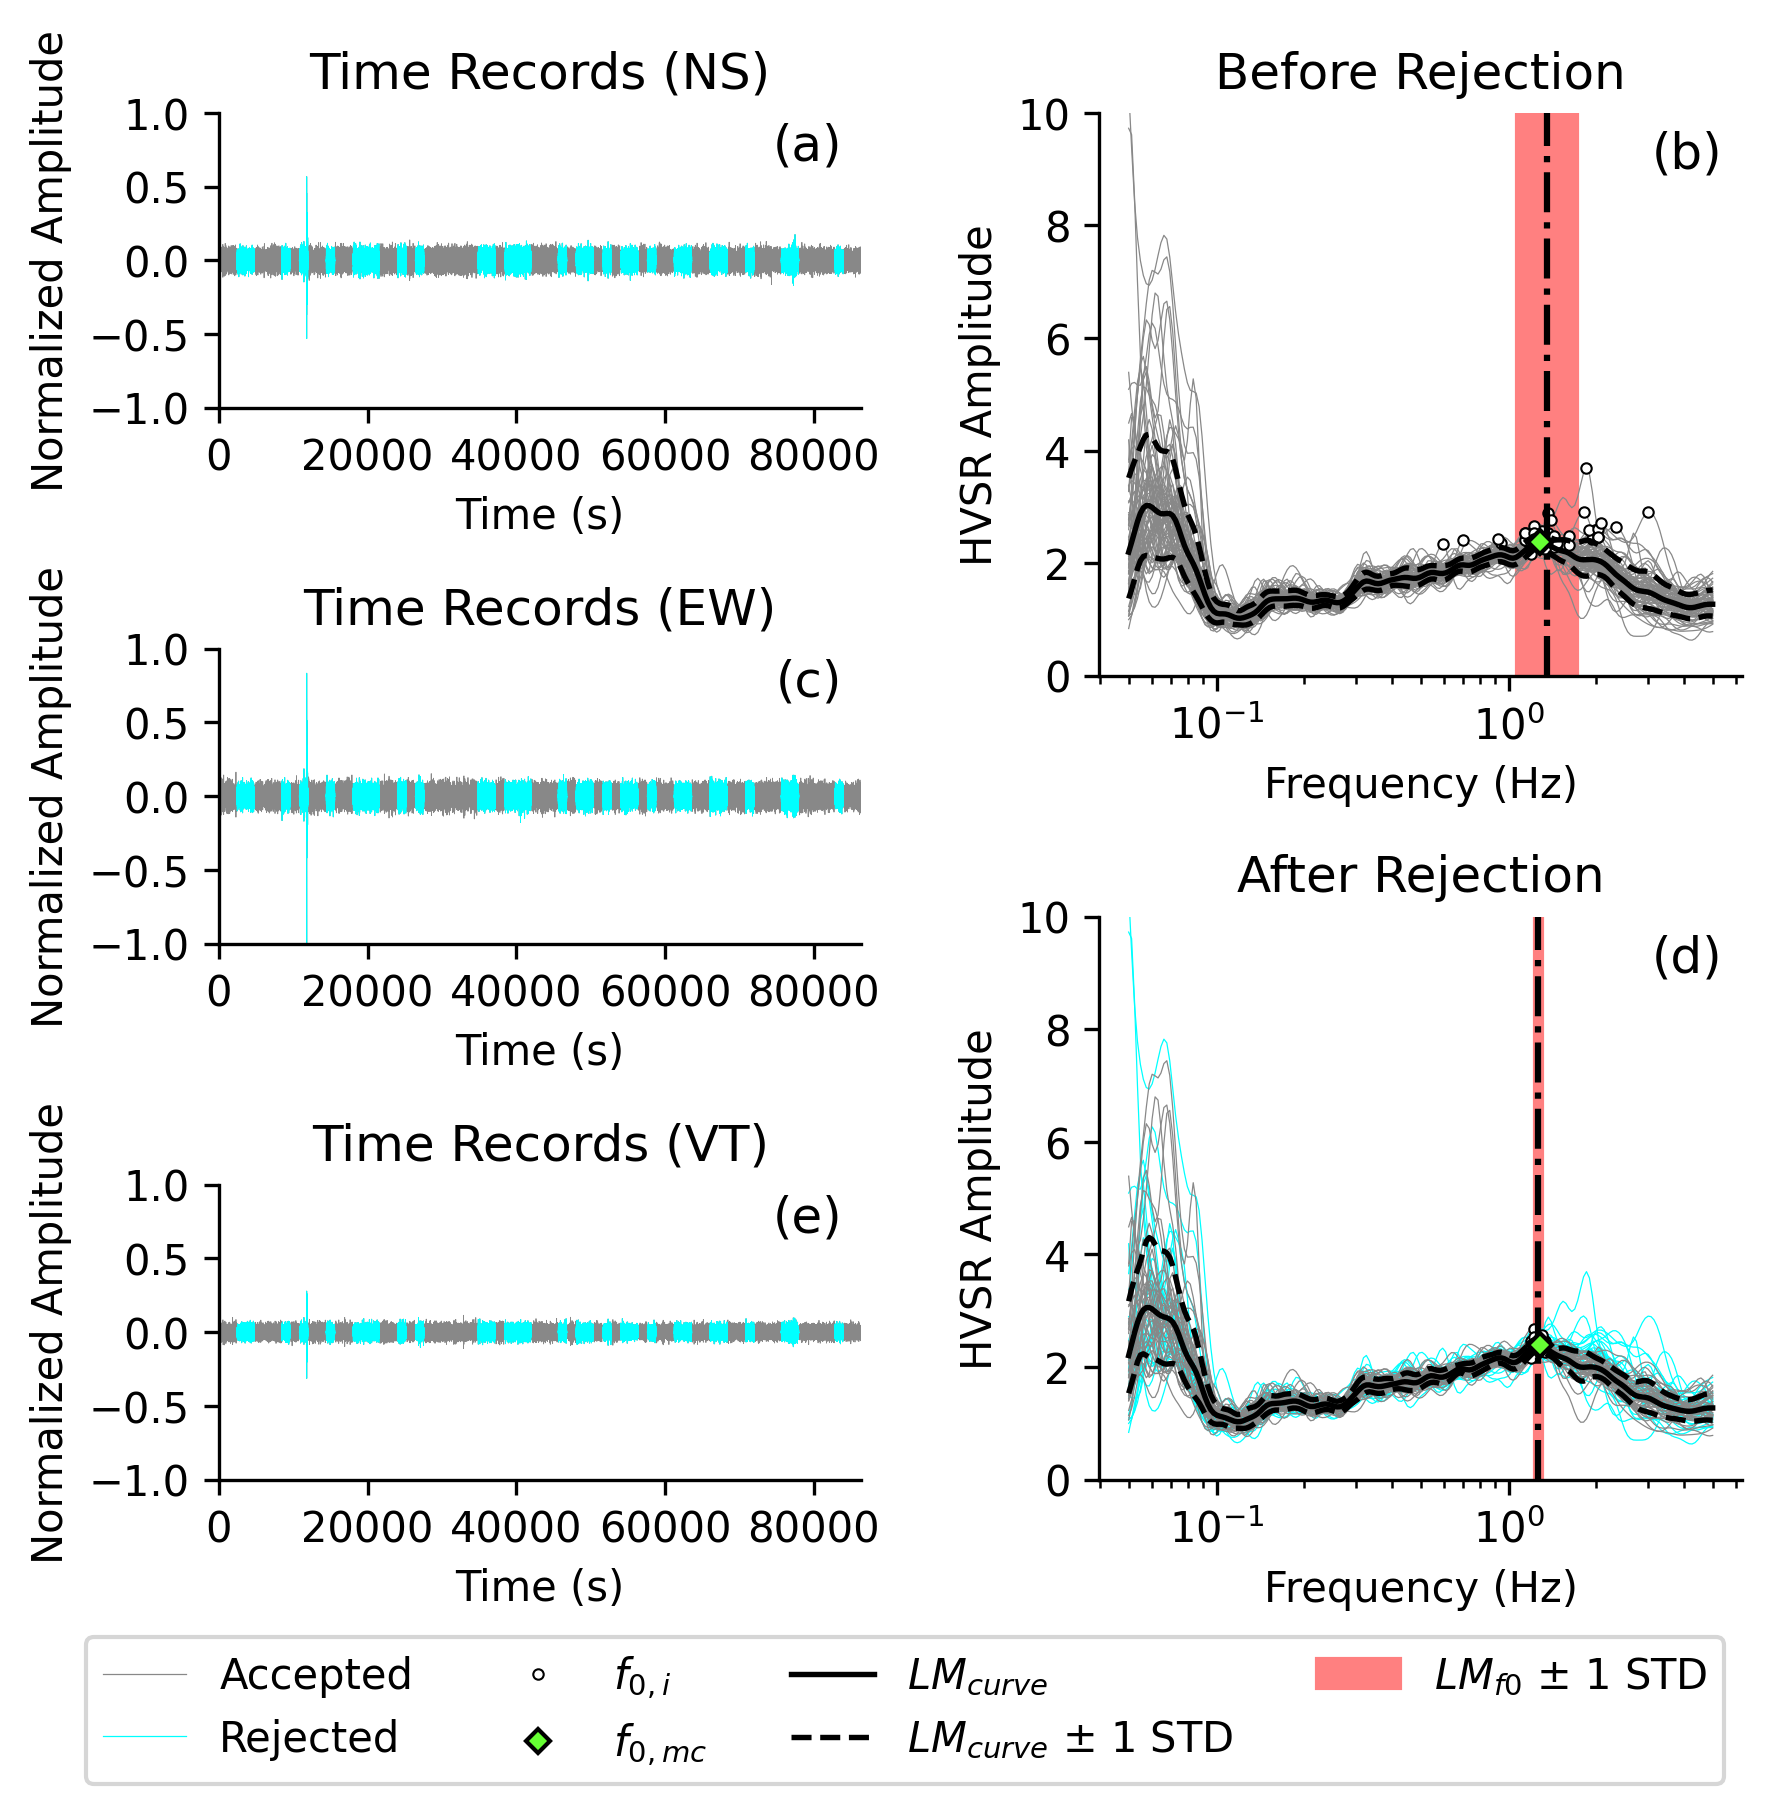 Time Records (NS)
Normalized Amplitude
1.0
0.5
0.0
−0.5
−1.0
(a)
0 20000 40000 60000 80000
Time (s)
Before Rejection
HVSR Amplitude
10
8
6
4
2
0
(b)
10⁻¹ 10⁰
Frequency (Hz)
Time Records (EW)
Normalized Amplitude
1.0
0.5
0.0
−0.5
−1.0
(c)
0 20000 40000 60000 80000
Time (s)
After Rejection
HVSR Amplitude
10
8
6
4
2
0
(d)
10⁻¹ 10⁰
Frequency (Hz)
Time Records (VT)
Normalized Amplitude
1.0
0.5
0.0
−0.5
−1.0
(e)
0 20000 40000 60000 80000
Time (s)
Accepted
Rejected
f0,i
f0,mc
LMcurve
LMcurve ± 1 STD
LMf0 ± 1 STD